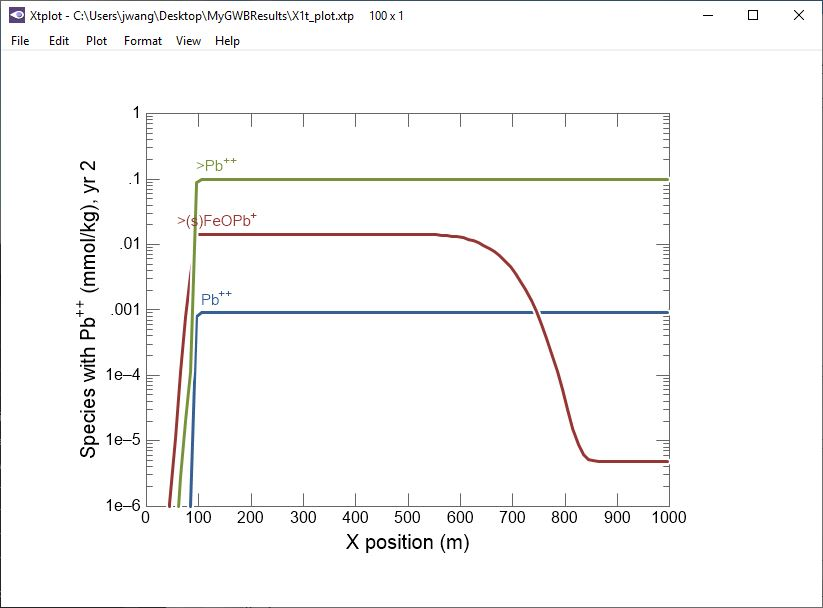 Xtplot - C:\Users\jwang\Desktop\MyGWBResults\X1t_plot.xtp 100 x 1
File Edit Plot Format View Help
Species with Pb++ (mmol/kg), yr 2
1
.1
.01
.001
1e–4
1e–5
1e–6
>Pb++
>(s)FeOPb+
Pb++
0 100 200 300 400 500 600 700 800 900 1000
X position (m)